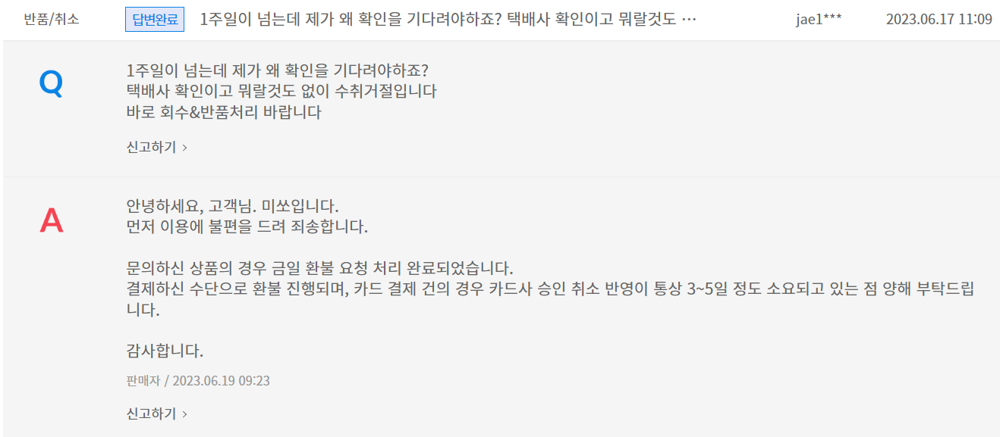 반품/취소 답변완료 1주일이 넘는데 제가 왜 확인을 기다려야하죠? 택배사 확인이고 뭐랄것도 ··· jae1*** 2023.06.17 11:09
Q
1주일이 넘는데 제가 왜 확인을 기다려야하죠?
택배사 확인이고 뭐랄것도 없이 수취거절입니다
바로 회수&반품처리 바랍니다
신고하기 >
A
안녕하세요, 고객님. 미쏘입니다.
먼저 이용에 불편을 드려 죄송합니다.
문의하신 상품의 경우 금일 환불 요청 처리 완료되었습니다.
결제하신 수단으로 환불 진행되며, 카드 결제 건의 경우 카드사 승인 취소 반영이 통상 3~5일 정도 소요되고 있는 점 양해 부탁드립
니다.
감사합니다.
판매자 / 2023.06.19 09:23
신고하기 >